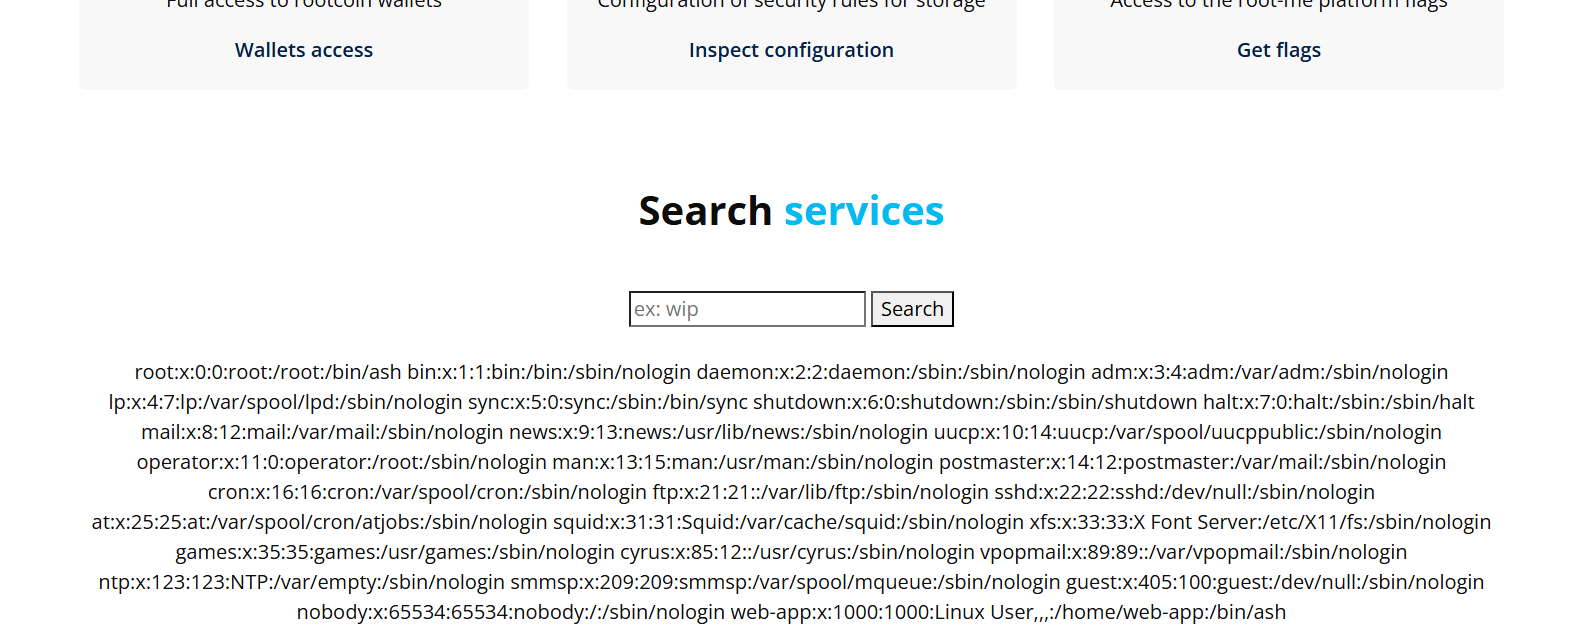 Full access to rootcoin wallets
Configuration of security rules for storage
Access to the root-me platform flags
Wallets access
Inspect configuration
Get flags
Search services
ex: wip
Search
root:x:0:0:root:/root:/bin/ash bin:x:1:1:bin:/bin:/sbin/nologin daemon:x:2:2:daemon:/sbin:/sbin/nologin adm:x:3:4:adm:/var/adm:/sbin/nologin
lp:x:4:7:lp:/var/spool/lpd:/sbin/nologin sync:x:5:0:sync:/sbin:/bin/sync shutdown:x:6:0:shutdown:/sbin:/sbin/shutdown halt:x:7:0:halt:/sbin:/sbin/halt
mail:x:8:12:mail:/var/mail:/sbin/nologin news:x:9:13:news:/usr/lib/news:/sbin/nologin uucp:x:10:14:uucp:/var/spool/uucppublic:/sbin/nologin
operator:x:11:0:operator:/root:/sbin/nologin man:x:13:15:man:/usr/man:/sbin/nologin postmaster:x:14:12:postmaster:/var/mail:/sbin/nologin
cron:x:16:16:cron:/var/spool/cron:/sbin/nologin ftp:x:21:21::/var/lib/ftp:/sbin/nologin sshd:x:22:22:sshd:/dev/null:/sbin/nologin
at:x:25:25:at:/var/spool/cron/atjobs:/sbin/nologin squid:x:31:31:Squid:/var/cache/squid:/sbin/nologin xfs:x:33:33:X Font Server:/etc/X11/fs:/sbin/nologin
games:x:35:35:games:/usr/games:/sbin/nologin cyrus:x:85:12::/usr/cyrus:/sbin/nologin vpopmail:x:89:89::/var/vpopmail:/sbin/nologin
ntp:x:123:123:NTP:/var/empty:/sbin/nologin smmsp:x:209:209:smmsp:/var/spool/mqueue:/sbin/nologin guest:x:405:100:guest:/dev/null:/sbin/nologin
nobody:x:65534:65534:nobody:/:/sbin/nologin web-app:x:1000:1000:Linux User,,,:/home/web-app:/bin/ash